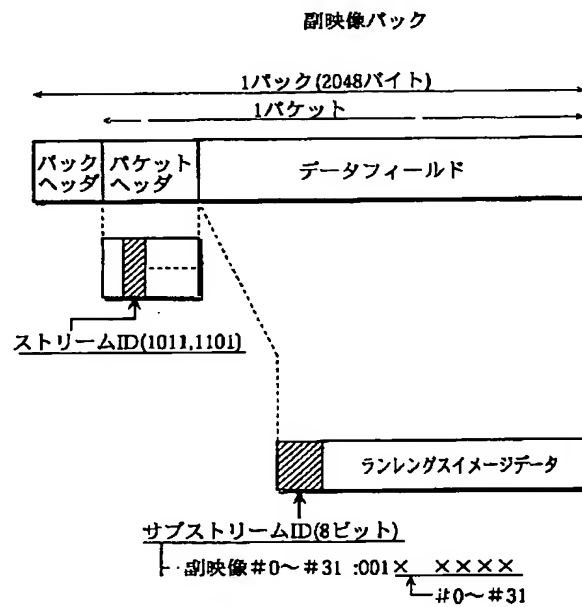 副映像パック
1パック(2048バイト)
1パケット
パック
ヘッダ
パケット
ヘッダ
データフィールド
ストリームID(1011,1101)
ランレングスイメージデータ
サブストリームID(8ビット)
副映像#0〜#31 :001× ××××
#0〜#31